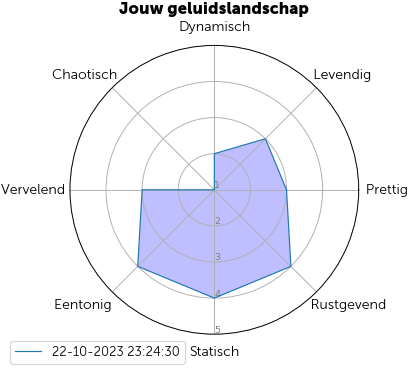 Jouw geluidslandschap
Dynamisch
Chaotisch
Levendig
Vervelend
Prettig
1
2
3
4
5
Eentonig
Rustgevend
22-10-2023 23:24:30
Statisch